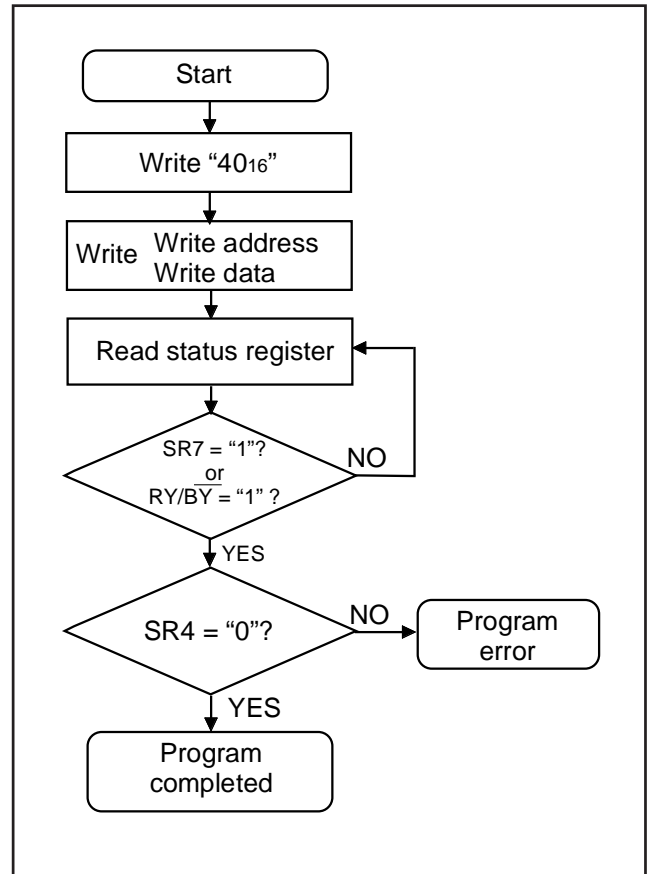 Start
Write “40₁₆”
Write Write address
Write data
Read status register
SR7 = “1”?
or
RY/B̅Y̅ = “1” ?
NO
YES
SR4 = “0”?
NO
Program
error
YES
Program
completed